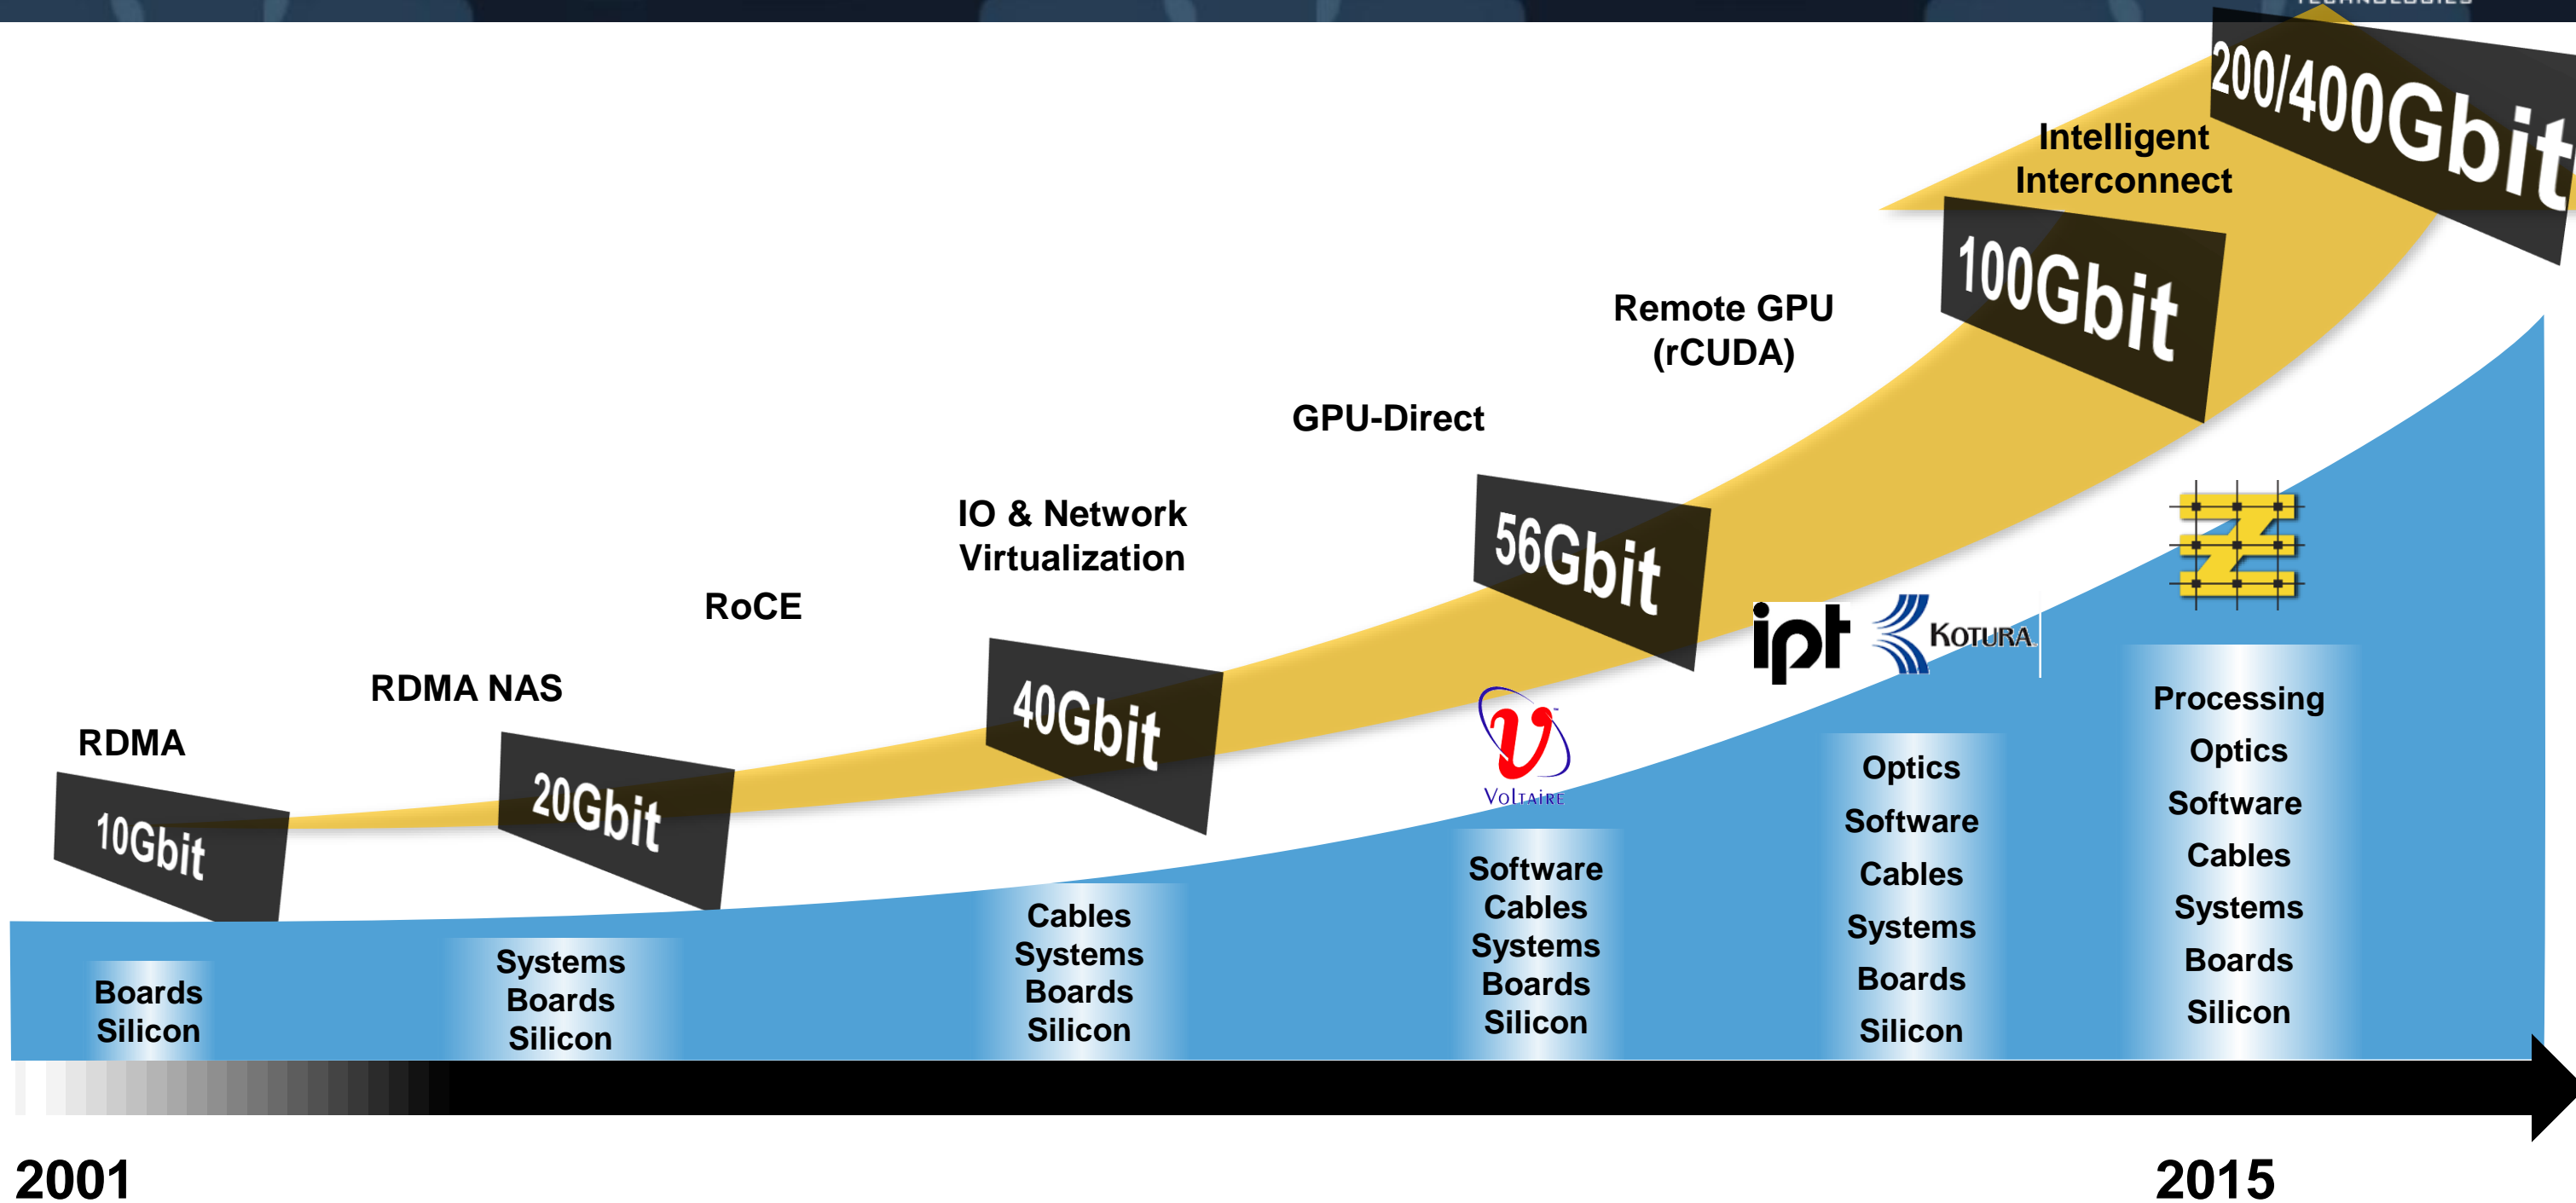 TECHNOLOGIES
200/400Gbit
Intelligent
Interconnect
100Gbit
Remote GPU
(rCUDA)
GPU-Direct
56Gbit
IO & Network
Virtualization
RoCE
40Gbit
RDMA NAS
20Gbit
RDMA
10Gbit
ipt
KOTURA
VOLTAIRE
™
Boards
Silicon
Systems
Boards
Silicon
Cables
Systems
Boards
Silicon
Software
Cables
Systems
Boards
Silicon
Optics
Software
Cables
Systems
Boards
Silicon
Processing
Optics
Software
Cables
Systems
Boards
Silicon
2001
2015